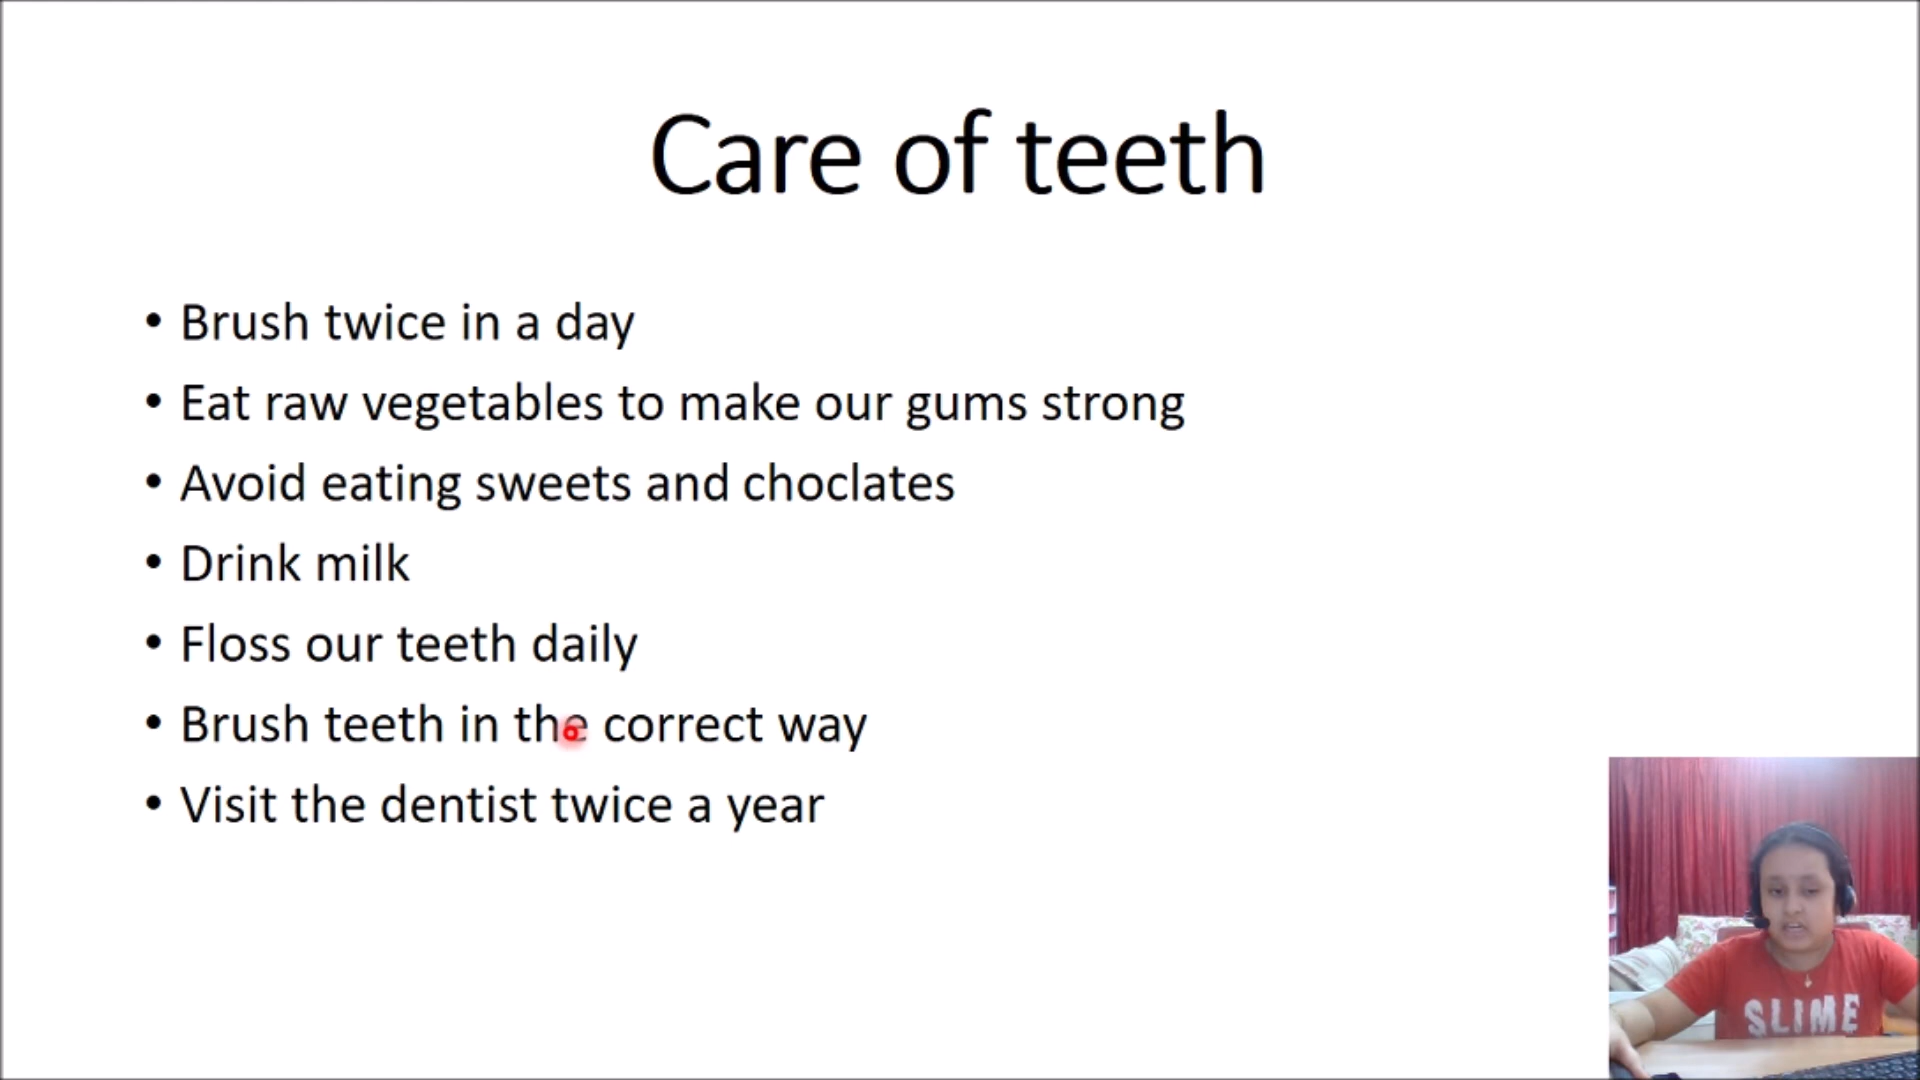 Care of teeth
• Brush twice in a day
• Eat raw vegetables to make our gums strong
• Avoid eating sweets and choclates
• Drink milk
• Floss our teeth daily
• Brush teeth in the correct way
• Visit the dentist twice a year
SLIME